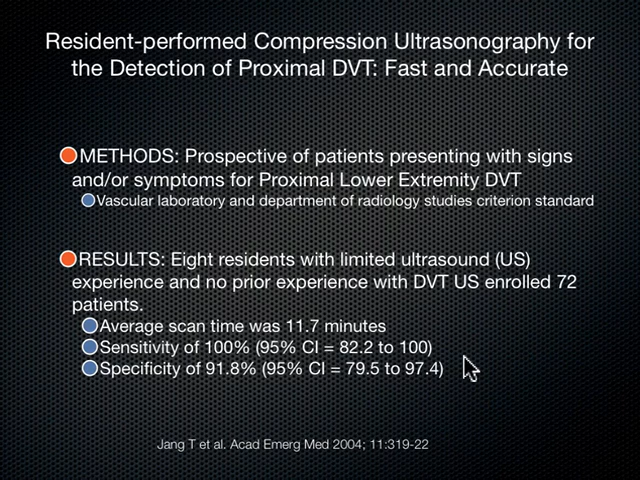 Resident-performed Compression Ultrasonography for
the Detection of Proximal DVT: Fast and Accurate
METHODS: Prospective of patients presenting with signs
and/or symptoms for Proximal Lower Extremity DVT
Vascular laboratory and department of radiology studies criterion standard
RESULTS: Eight residents with limited ultrasound (US)
experience and no prior experience with DVT US enrolled 72
patients.
Average scan time was 11.7 minutes
Sensitivity of 100% (95% CI = 82.2 to 100)
Specificity of 91.8% (95% CI = 79.5 to 97.4)
Jang T et al. Acad Emerg Med 2004; 11:319-22